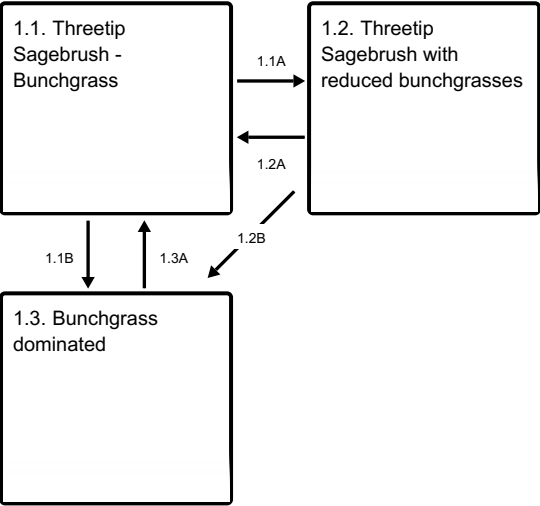 1.1. Threetip
Sagebrush -
Bunchgrass
1.1A
1.2. Threetip
Sagebrush with
reduced bunchgrasses
1.2A
1.2B
1.1B
1.3A
1.3. Bunchgrass
dominated